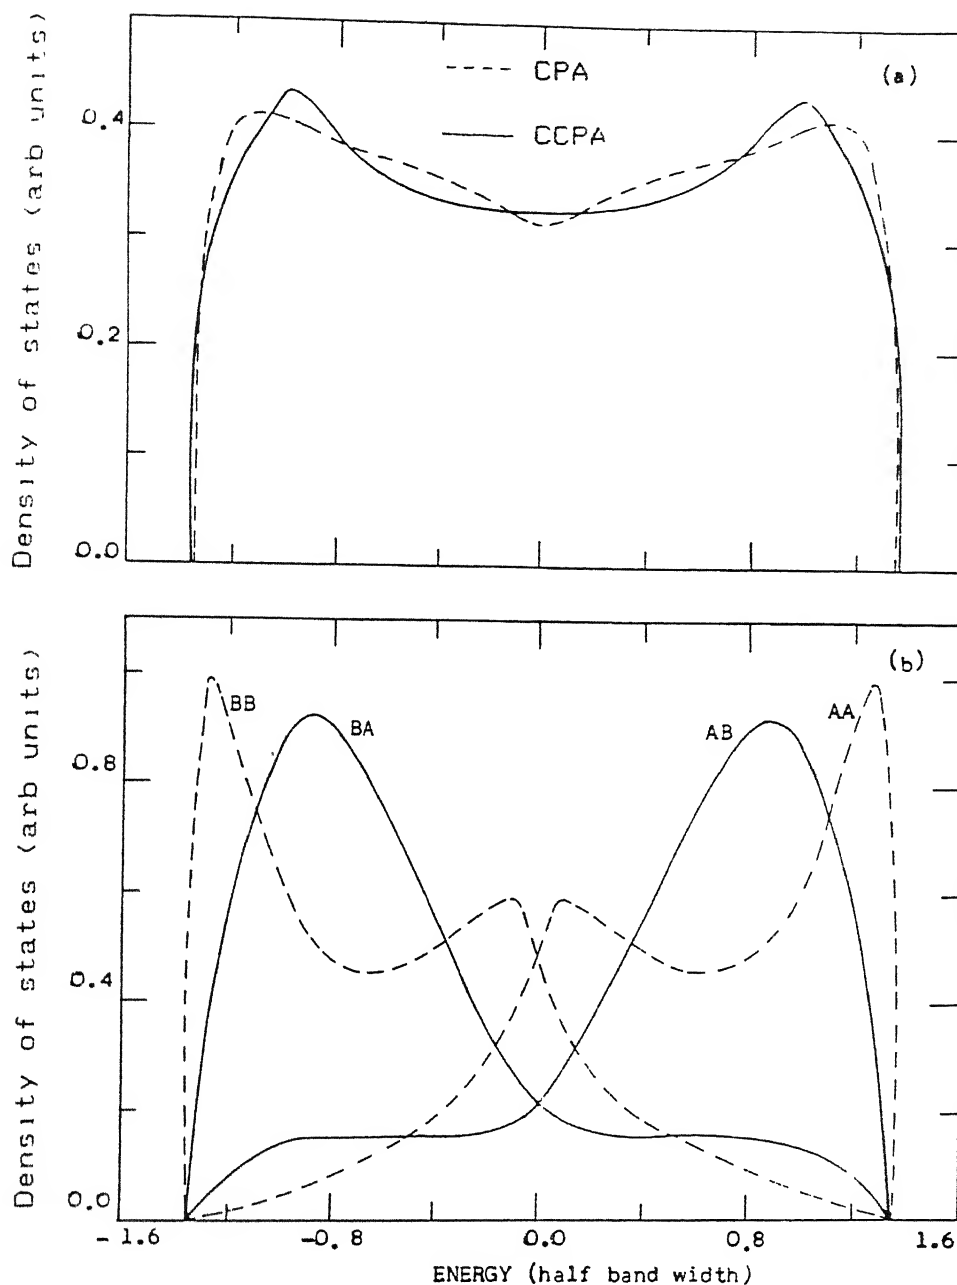 Density of states (arb units)
CPA
(a)
CCPA
0.4
0.2
0.0
Density of states (arb units)
(b)
BB
BA
AB
AA
0.8
0.4
0.0
-1.6
-0.8
0.0
0.8
1.6
ENERGY (half band width)